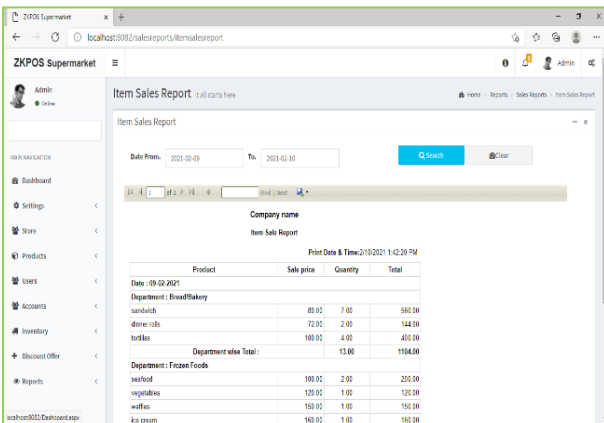 ZKPOS Supermarket
localhost:8082/salesreports/itemsalesreport
ZKPOS Supermarket
Admin
Admin
Online
Item Sales Report it all starts here
Home > Reports > Sales Reports > Item Sales Report
Item Sales Report
MAIN NAVIGATION
Dashboard
Settings
Store
Products
Users
Accounts
Inventory
Discount Offer
Reports
Date From. 2021-02-09 To. 2021-02-10 Search Clear
1 of 1 Find | Next
Company name
Item Sale Report
Print Date & Time:2/10/2021 1:42:20 PM
Product Sale price Quantity Total
Date : 09-02-2021
Department : Bread/Bakery
sandwich 80.00 7.00 560.00
dinner rolls 72.00 2.00 144.00
tortillas 100.00 4.00 400.00
Department wise Total : 13.00 1104.00
Department : Frozen Foods
seafood 100.00 2.00 200.00
vegetables 120.00 1.00 120.00
waffles 150.00 1.00 150.00
ice cream 160.00 1.00 160.00
localhost:8082/Dashboard.aspx